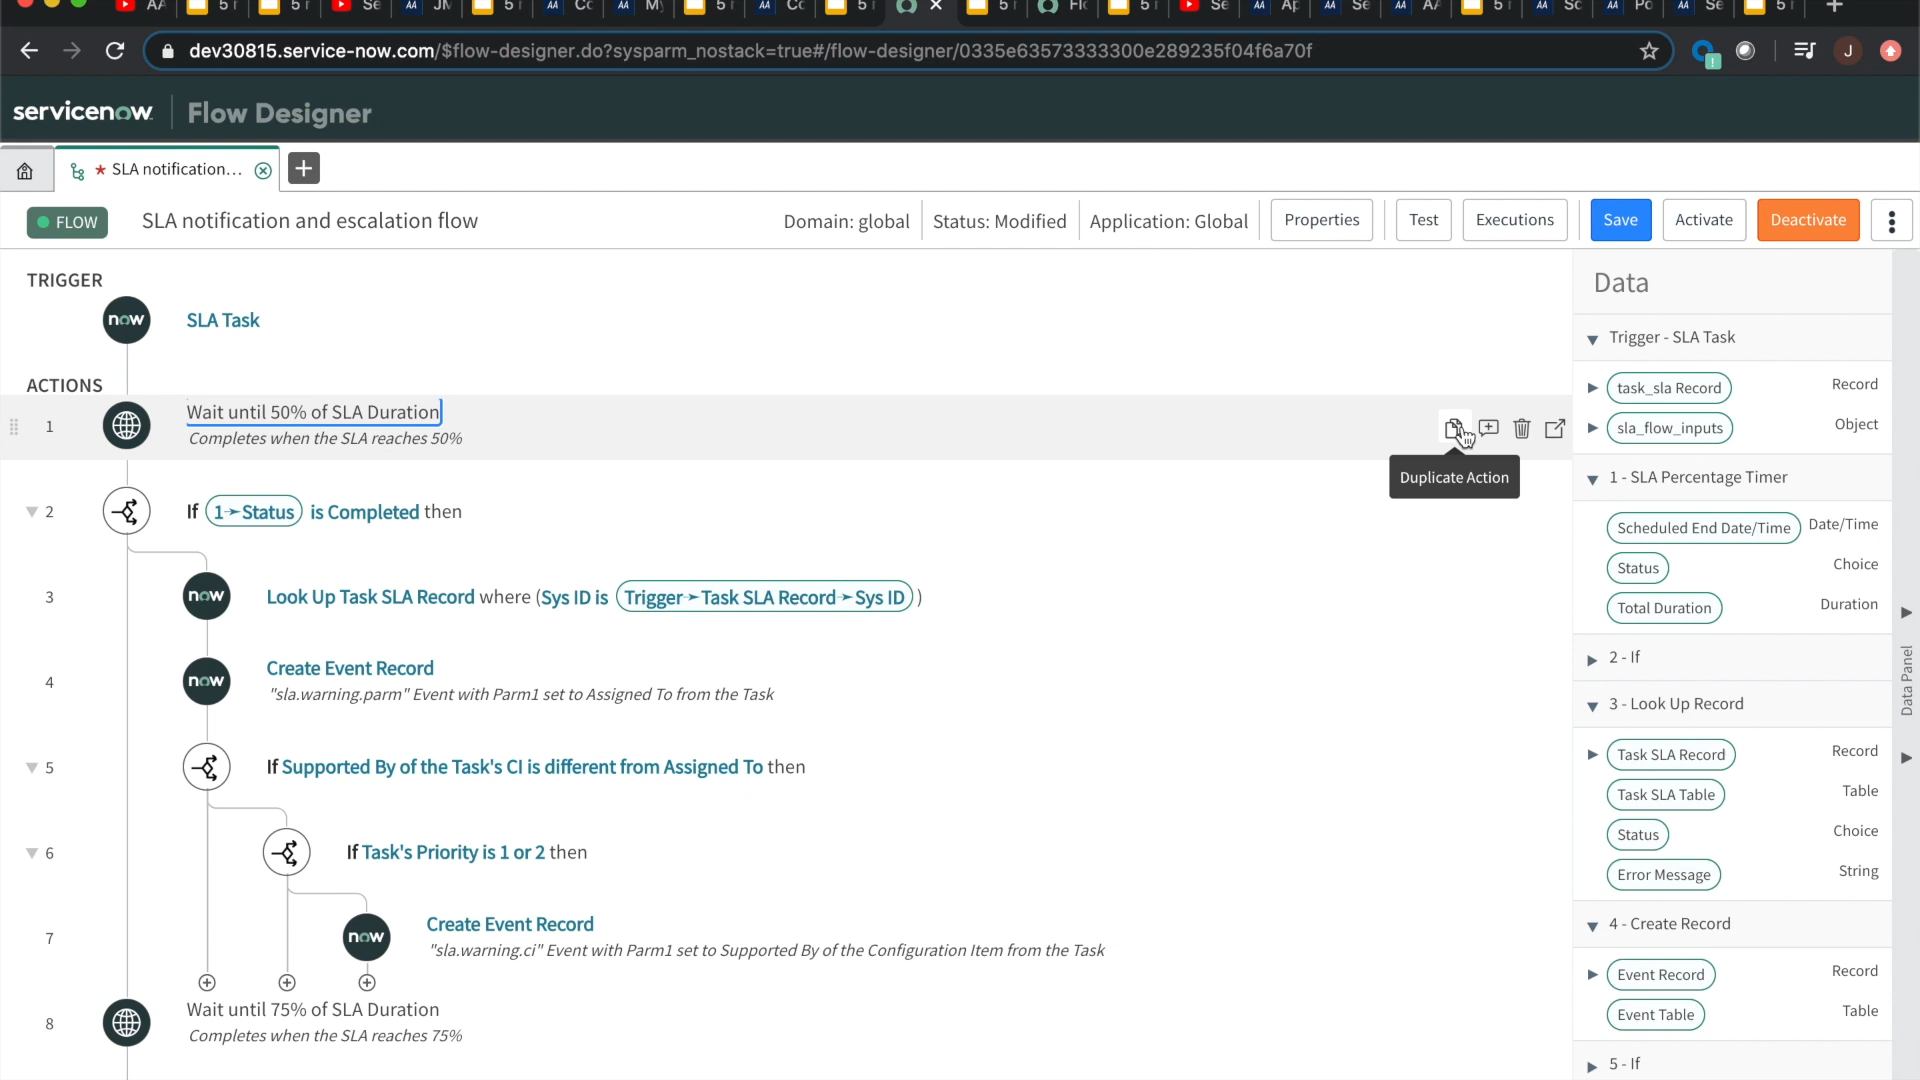 dev30815.service-now.com/$flow-designer.do?sysparm_nostack=true#/flow-designer/0335e63573333300e289235f04f6a70f
J
servicenow
Flow Designer
* SLA notification...
FLOW
SLA notification and escalation flow
Domain: global
Status: Modified
Application: Global
Properties
Test
Executions
Save
Activate
Deactivate
TRIGGER
now
SLA Task
ACTIONS
1
Wait until 50% of SLA Duration
Completes when the SLA reaches 50%
Duplicate Action
2
If 1➛Status is Completed then
3
now
Look Up Task SLA Record where (Sys ID is Trigger➛Task SLA Record➛Sys ID )
4
now
Create Event Record
"sla.warning.parm" Event with Parm1 set to Assigned To from the Task
5
If Supported By of the Task's CI is different from Assigned To then
6
If Task's Priority is 1 or 2 then
7
now
Create Event Record
"sla.warning.ci" Event with Parm1 set to Supported By of the Configuration Item from the Task
8
Wait until 75% of SLA Duration
Completes when the SLA reaches 75%
Data
Trigger - SLA Task
task_sla Record Record
sla_flow_inputs Object
1 - SLA Percentage Timer
Scheduled End Date/Time Date/Time
Status Choice
Total Duration Duration
2 - If
3 - Look Up Record
Task SLA Record Record
Task SLA Table Table
Status Choice
Error Message String
4 - Create Record
Event Record Record
Event Table Table
5 - If
Data Panel